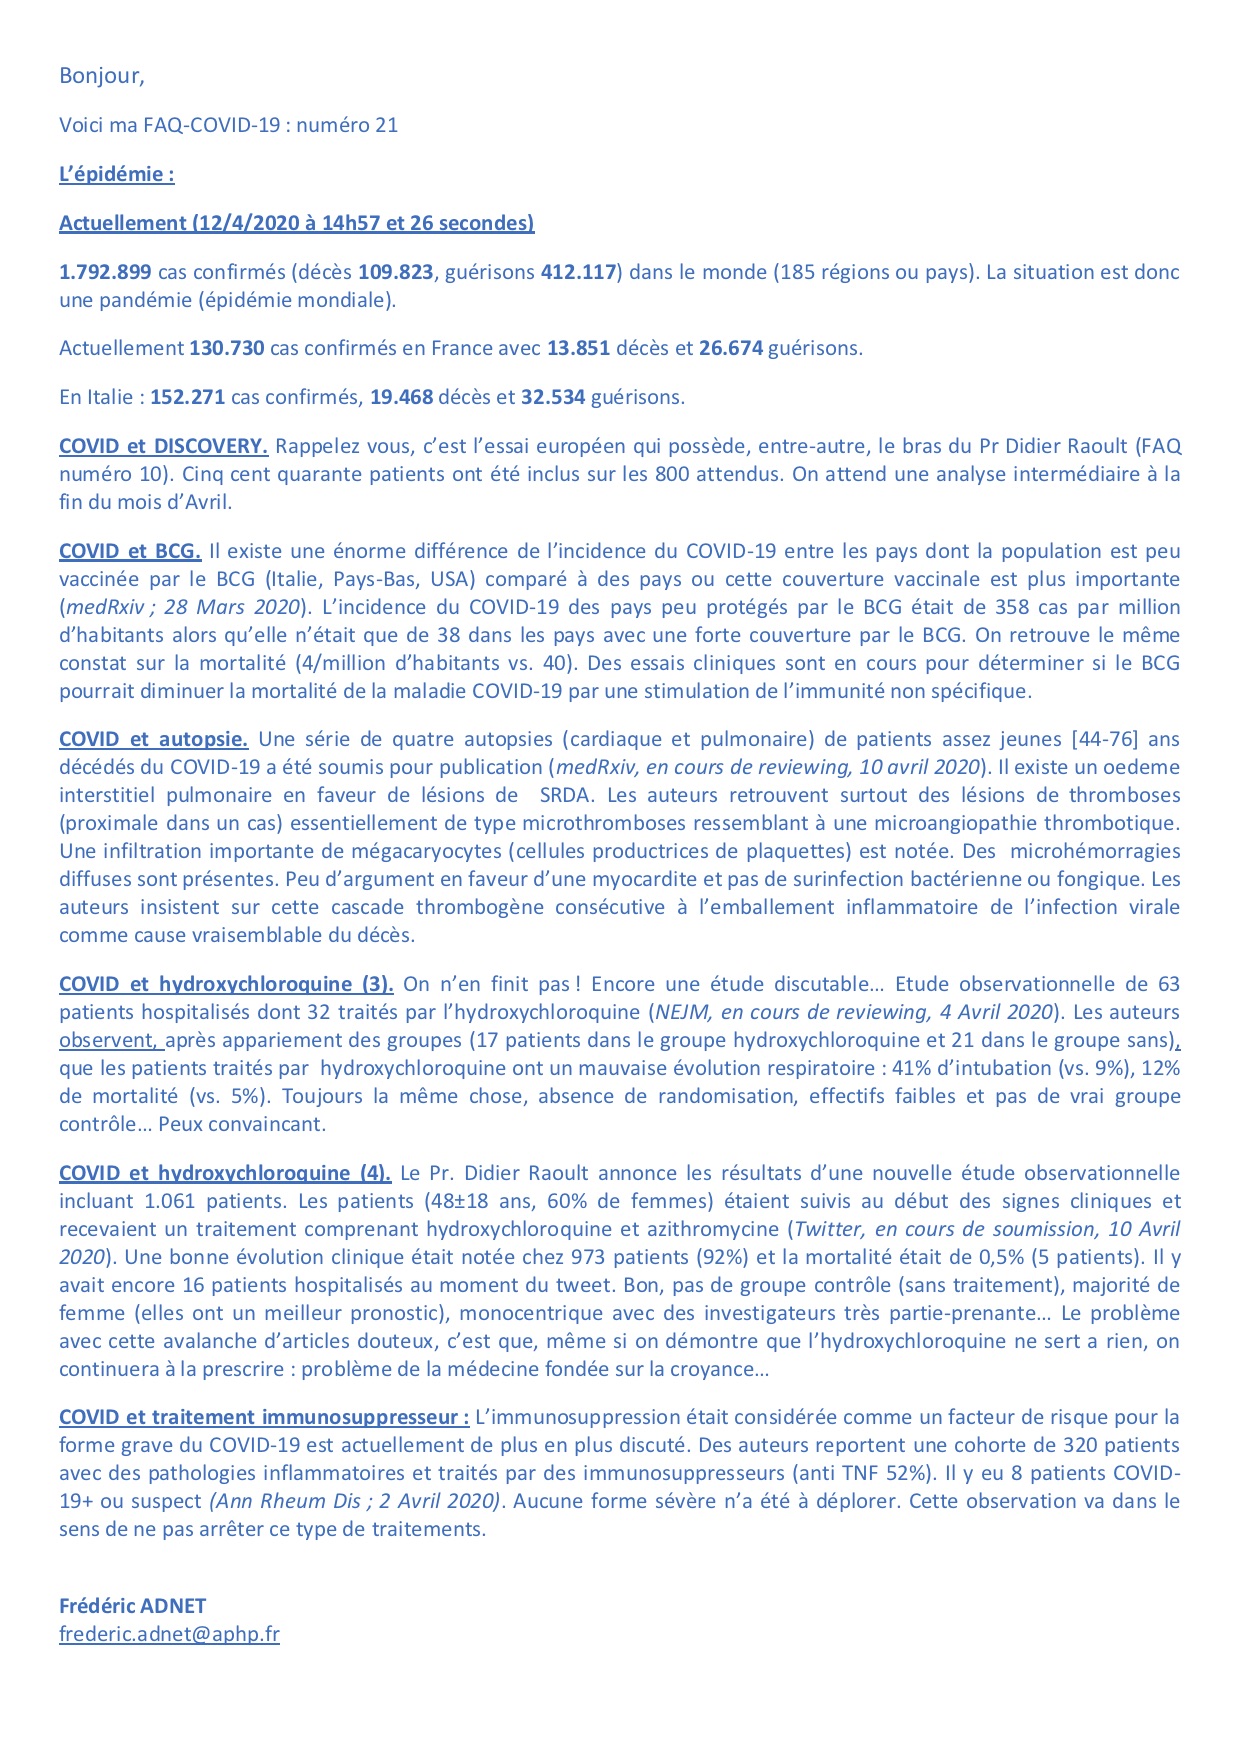 Bonjour,
Voici ma FAQ-COVID-19 : numéro 21
L’épidémie :
Actuellement (12/4/2020 à 14h57 et 26 secondes)
1.792.899 cas confirmés (décès 109.823, guérisons 412.117) dans le monde (185 régions ou pays). La situation est donc
une pandémie (épidémie mondiale).
Actuellement 130.730 cas confirmés en France avec 13.851 décès et 26.674 guérisons.
En Italie : 152.271 cas confirmés, 19.468 décès et 32.534 guérisons.
COVID et DISCOVERY. Rappelez vous, c’est l’essai européen qui possède, entre-autre, le bras du Pr Didier Raoult (FAQ
numéro 10). Cinq cent quarante patients ont été inclus sur les 800 attendus. On attend une analyse intermédiaire à la
fin du mois d’Avril.
COVID et BCG. Il existe une énorme différence de l’incidence du COVID-19 entre les pays dont la population est peu
vaccinée par le BCG (Italie, Pays-Bas, USA) comparé à des pays ou cette couverture vaccinale est plus importante
(medRxiv ; 28 Mars 2020). L’incidence du COVID-19 des pays peu protégés par le BCG était de 358 cas par million
d’habitants alors qu’elle n’était que de 38 dans les pays avec une forte couverture par le BCG. On retrouve le même
constat sur la mortalité (4/million d’habitants vs. 40). Des essais cliniques sont en cours pour déterminer si le BCG
pourrait diminuer la mortalité de la maladie COVID-19 par une stimulation de l’immunité non spécifique.
COVID et autopsie. Une série de quatre autopsies (cardiaque et pulmonaire) de patients assez jeunes [44-76] ans
décédés du COVID-19 a été soumis pour publication (medRxiv, en cours de reviewing, 10 avril 2020). Il existe un oedeme
interstitiel pulmonaire en faveur de lésions de SRDA. Les auteurs retrouvent surtout des lésions de thromboses
(proximale dans un cas) essentiellement de type microthromboses ressemblant à une microangiopathie thrombotique.
Une infiltration importante de mégacaryocytes (cellules productrices de plaquettes) est notée. Des microhémorragies
diffuses sont présentes. Peu d’argument en faveur d’une myocardite et pas de surinfection bactérienne ou fongique. Les
auteurs insistent sur cette cascade thrombogène consécutive à l’emballement inflammatoire de l’infection virale
comme cause vraisemblable du décès.
COVID et hydroxychloroquine (3). On n’en finit pas ! Encore une étude discutable… Etude observationnelle de 63
patients hospitalisés dont 32 traités par l’hydroxychloroquine (NEJM, en cours de reviewing, 4 Avril 2020). Les auteurs
observent, après appariement des groupes (17 patients dans le groupe hydroxychloroquine et 21 dans le groupe sans),
que les patients traités par hydroxychloroquine ont un mauvaise évolution respiratoire : 41% d’intubation (vs. 9%), 12%
de mortalité (vs. 5%). Toujours la même chose, absence de randomisation, effectifs faibles et pas de vrai groupe
contrôle… Peux convaincant.
COVID et hydroxychloroquine (4). Le Pr. Didier Raoult annonce les résultats d’une nouvelle étude observationnelle
incluant 1.061 patients. Les patients (48±18 ans, 60% de femmes) étaient suivis au début des signes cliniques et
recevaient un traitement comprenant hydroxychloroquine et azithromycine (Twitter, en cours de soumission, 10 Avril
2020). Une bonne évolution clinique était notée chez 973 patients (92%) et la mortalité était de 0,5% (5 patients). Il y
avait encore 16 patients hospitalisés au moment du tweet. Bon, pas de groupe contrôle (sans traitement), majorité de
femme (elles ont un meilleur pronostic), monocentrique avec des investigateurs très partie-prenante… Le problème
avec cette avalanche d’articles douteux, c’est que, même si on démontre que l’hydroxychloroquine ne sert a rien, on
continuera à la prescrire : problème de la médecine fondée sur la croyance…
COVID et traitement immunosuppresseur : L’immunosuppression était considérée comme un facteur de risque pour la
forme grave du COVID-19 est actuellement de plus en plus discuté. Des auteurs reportent une cohorte de 320 patients
avec des pathologies inflammatoires et traités par des immunosuppresseurs (anti TNF 52%). Il y eu 8 patients COVID-
19+ ou suspect (Ann Rheum Dis ; 2 Avril 2020). Aucune forme sévère n’a été à déplorer. Cette observation va dans le
sens de ne pas arrêter ce type de traitements.
Frédéric ADNET
frederic.adnet@aphp.fr